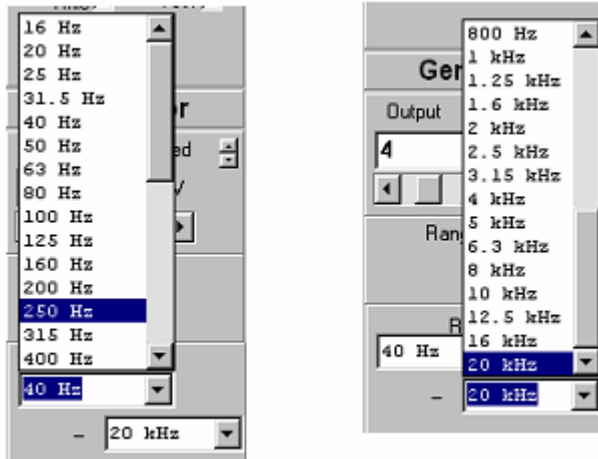 16 Hz
20 Hz
25 Hz
31.5 Hz
40 Hz
50 Hz
63 Hz
80 Hz
100 Hz
125 Hz
160 Hz
200 Hz
250 Hz
315 Hz
400 Hz
40 Hz
– 20 kHz
r
ed
V
800 Hz
1 kHz
1.25 kHz
1.6 kHz
2 kHz
2.5 kHz
3.15 kHz
4 kHz
5 kHz
6.3 kHz
8 kHz
10 kHz
12.5 kHz
16 kHz
20 kHz
Ger
Output
4
Ran
R
40 Hz
– 20 kHz